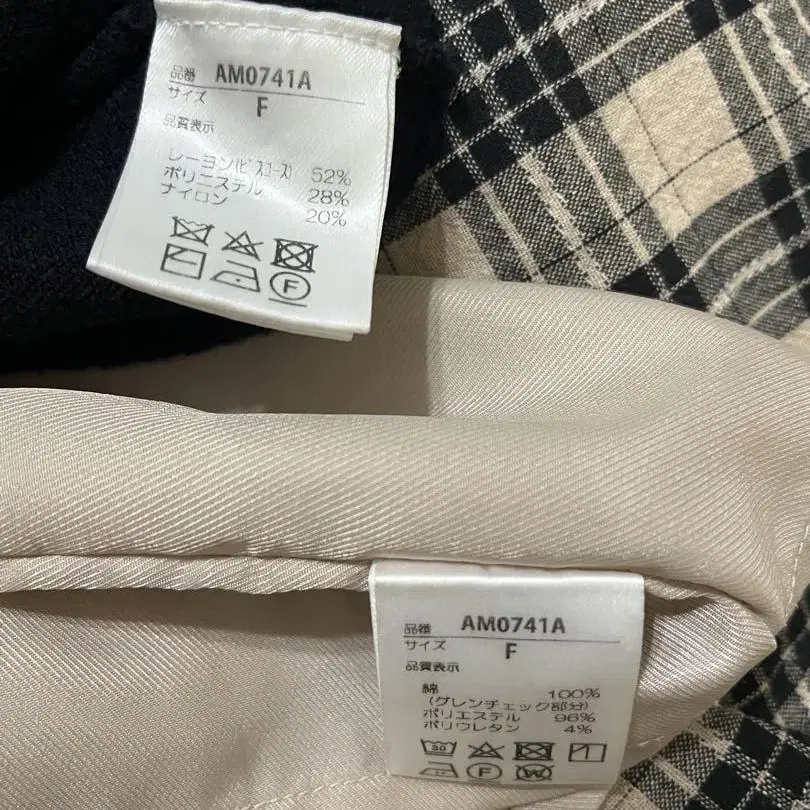 品番 AM0741A
サイズ F
品質表示
レーヨン(ビスコース) 52%
ポリエステル 28%
ナイロン 20%
F
品番 AM0741A
サイズ F
品質表示
綿 100%
(グレンチェック部分)
ポリエステル 96%
ポリウレタン 4%
30
F W